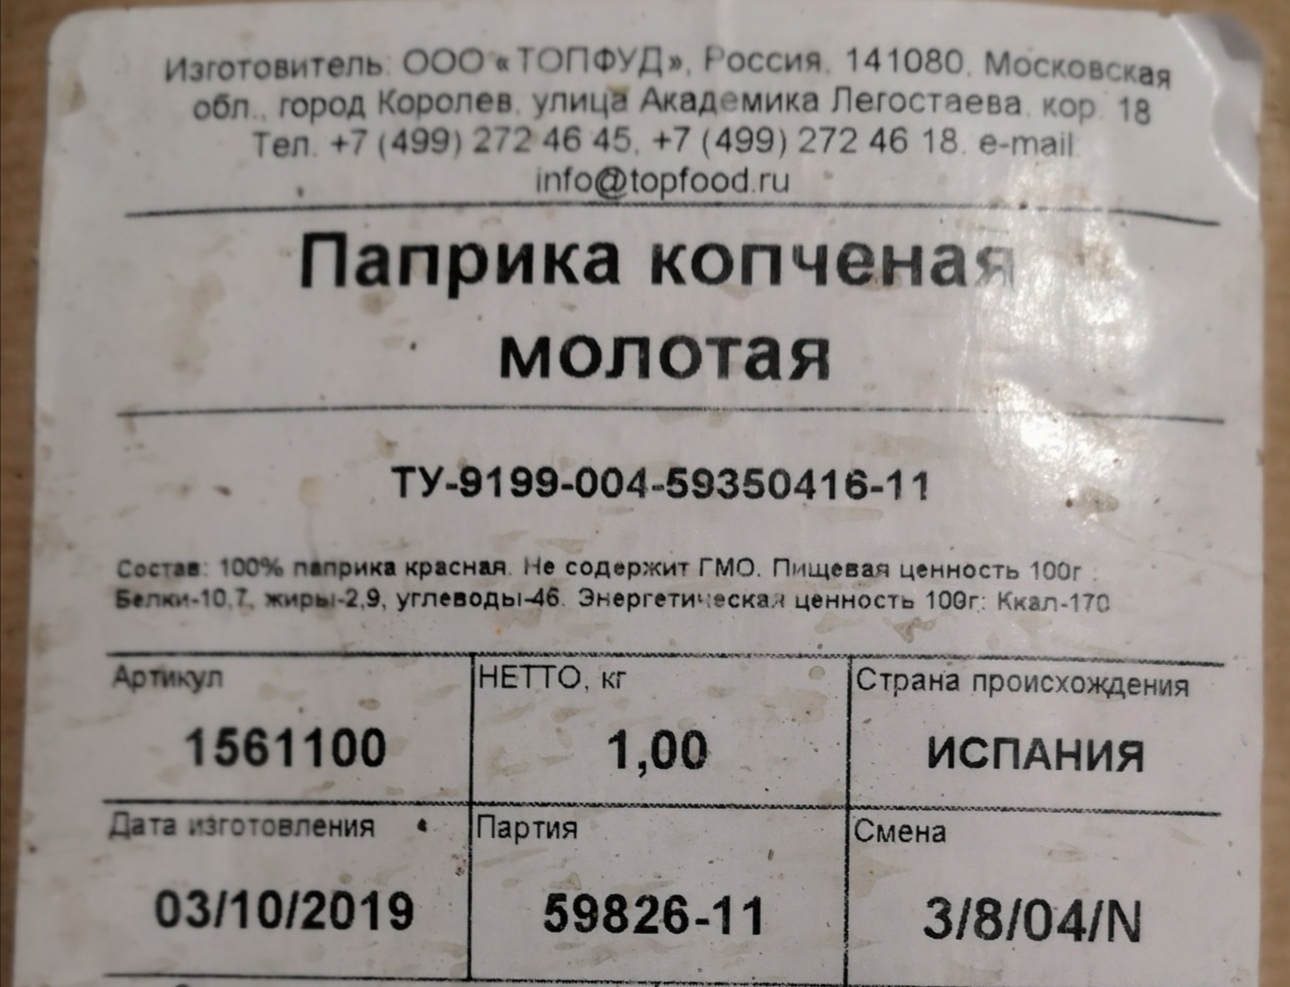 Изготовитель: ООО «ТОПФУД», Россия, 141080, Московская
обл., город Королев, улица Академика Легостаева, кор. 18
Тел. +7 (499) 272 46 45, +7 (499) 272 46 18. e-mail:
info@topfood.ru
Паприка копченая
молотая
ТУ-9199-004-59350416-11
Состав: 100% паприка красная. Не содержит ГМО. Пищевая ценность 100г :
Белки-10,7, жиры-2,9, углеводы-46. Энергетическая ценность 100г: Ккал-170
Артикул НЕТТО, кг Страна происхождения
1561100 1,00 ИСПАНИЯ
Дата изготовления Партия Смена
03/10/2019 59826-11 3/8/04/N